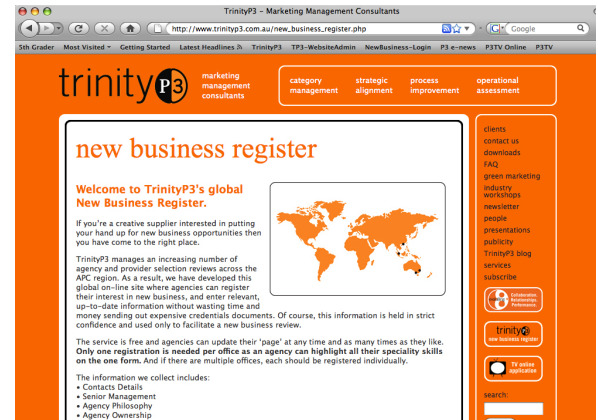 TrinityP3 – Marketing Management Consultants
http://www.trinityp3.com.au/new_business_register.php
Google
5th Grader Most Visited Getting Started Latest Headlines TrinityP3 TP3-WebsiteAdmin NewBusiness-Login P3 e-news P3TV Online P3TV
trinity P3
marketing
management
consultants
category
management
strategic
alignment
process
improvement
operational
assessment
new business register
Welcome to TrinityP3's global
New Business Register.
If you're a creative supplier interested in putting
your hand up for new business opportunities then
you have come to the right place.
TrinityP3 manages an increasing number of
agency and provider selection reviews across the
APC region. As a result, we have developed this
global on-line site where agencies can register
their interest in new business, and enter relevant,
up-to-date information without wasting time and
money sending out expensive credentials documents. Of course, this information is held in strict
confidence and used only to facilitate a new business review.
The service is free and agencies can update their 'page' at any time and as many times as they like.
Only one registration is needed per office as an agency can highlight all their speciality skills
on the one form. And if there are multiple offices, each should be registered individually.
The information we collect includes:
• Contacts Details
• Senior Management
• Agency Philosophy
• Agency Ownership
clients
contact us
downloads
FAQ
green marketing
industry
workshops
newsletter
people
presentations
publicity
TrinityP3 blog
services
subscribe
Collaboration.
Relationships.
Performance.
trinity P3
new business register
TV online
application
search: